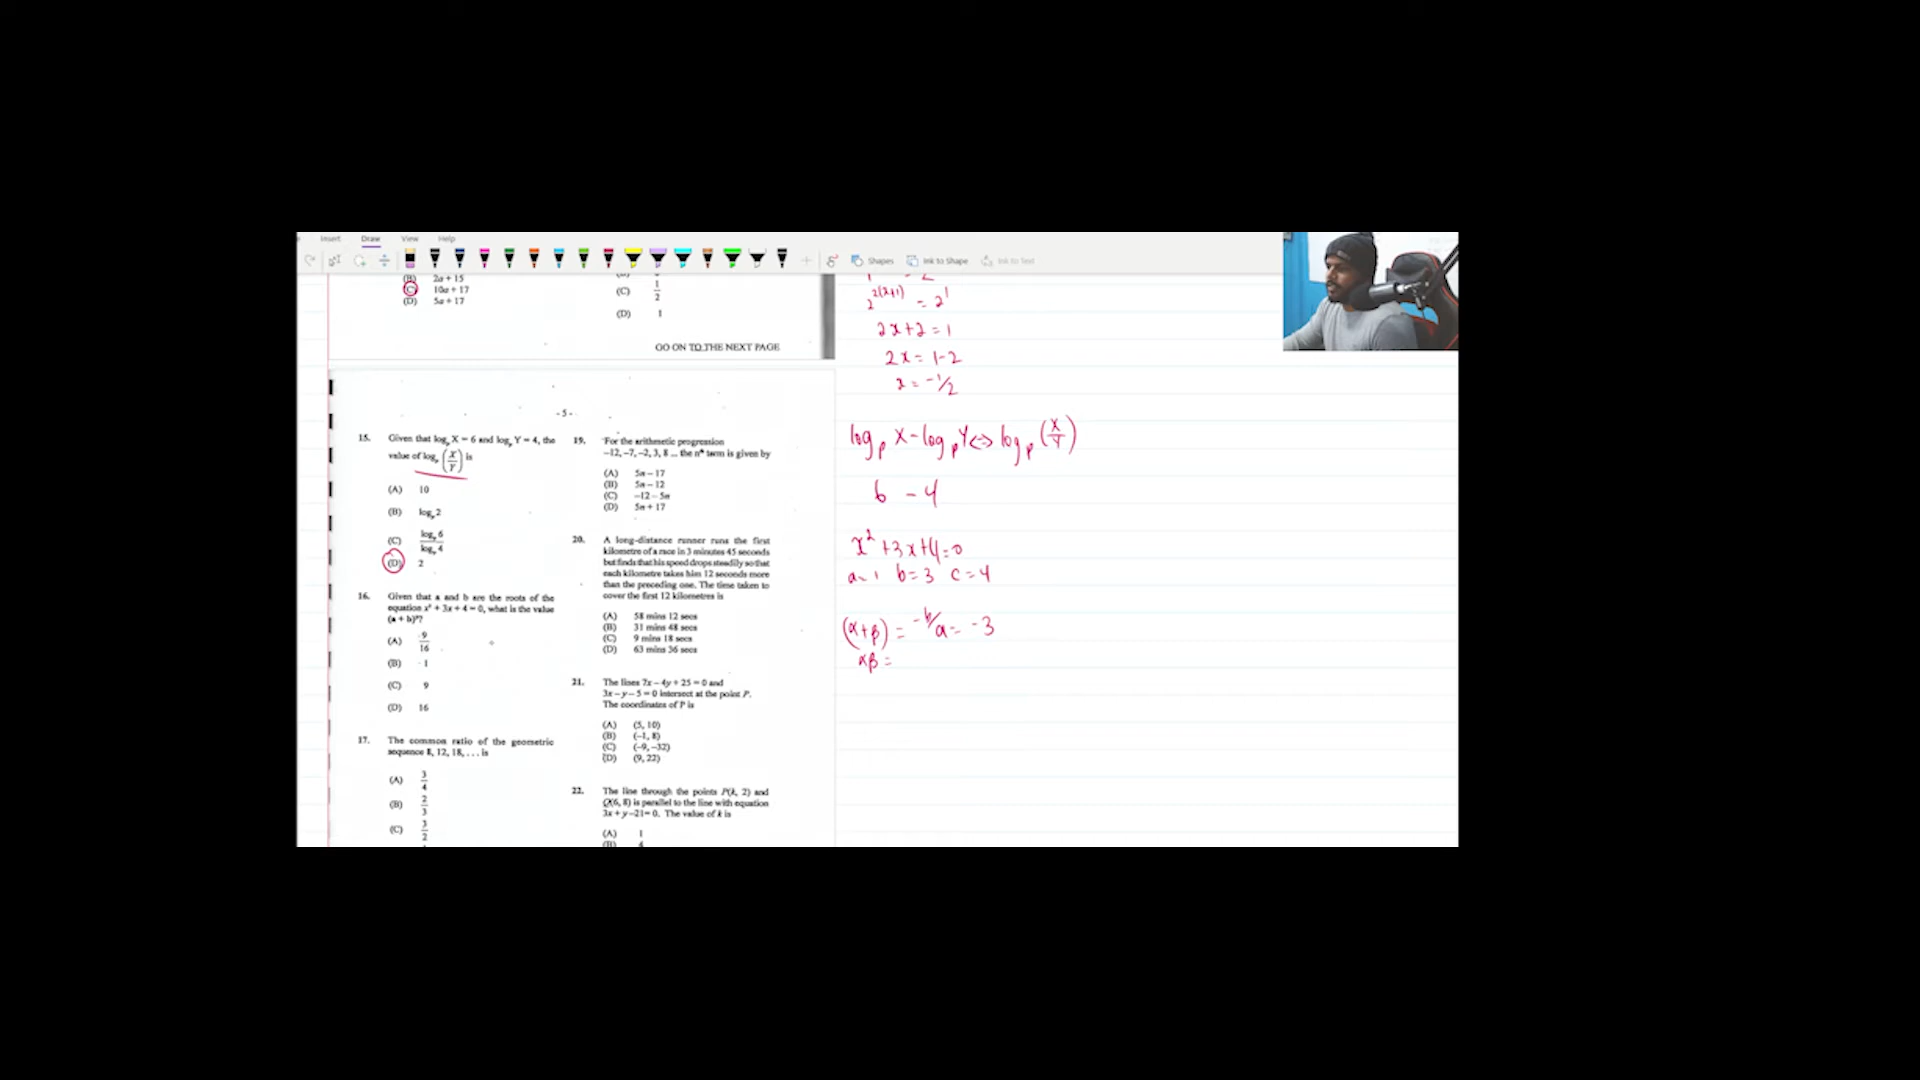 Insert Draw View Help
Shapes Ink to Shape Ink to Text
(B) 2a + 15
(C) 10a + 17
(D) 5a + 17
(C) 1/2
(D) 1
GO ON TO THE NEXT PAGE
- 5 -
15. Given that logₚ X = 6 and logₚ Y = 4, the
value of logₚ (X/Y) is
(A) 10
(B) logₚ 2
(C) logₚ 6 / logₚ 4
(D) 2
16. Given that a and b are the roots of the
equation x² + 3x + 4 = 0, what is the value
(a + b)²?
(A) 9/16
(B) 1
(C) 9
(D) 16
17. The common ratio of the geometric
sequence 8, 12, 18, . . . is
(A) 3/4
(B) 2/3
(C) 3/2
19. For the arithmetic progression
−12, −7, −2, 3, 8 ... the nᵗʰ term is given by
(A) 5n − 17
(B) 5n − 12
(C) −12 − 5n
(D) 5n + 17
20. A long-distance runner runs the first
kilometre of a race in 3 minutes 45 seconds
but finds that his speed drops steadily so that
each kilometre takes him 12 seconds more
than the preceding one. The time taken to
cover the first 12 kilometres is
(A) 58 mins 12 secs
(B) 31 mins 48 secs
(C) 9 mins 18 secs
(D) 63 mins 36 secs
21. The lines 7x − 4y + 25 = 0 and
3x − y − 5 = 0 intersect at the point P.
The coordinates of P is
(A) (5, 10)
(B) (−1, 8)
(C) (−9, −32)
(D) (9, 22)
22. The line through the points P(k, 2) and
Q(6, 8) is parallel to the line with equation
3x + y −21= 0. The value of k is
(A) 1
(B) 4
2^2(x+1) = 2^1
2x+2 = 1
2x = 1-2
x = -1/2
logₚ X - logₚ Y <=> logₚ (X/Y)
6 - 4
x² + 3x + 4 = 0
a = 1 b = 3 c = 4
(α+β) = -b/a = -3
αβ =